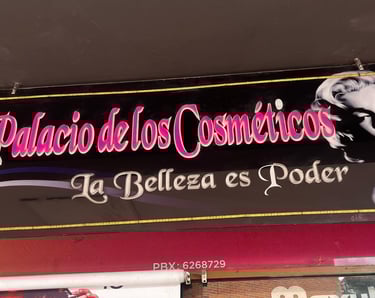 Palacio de los Cosméticos
La Belleza es Poder
PBX: 6268729